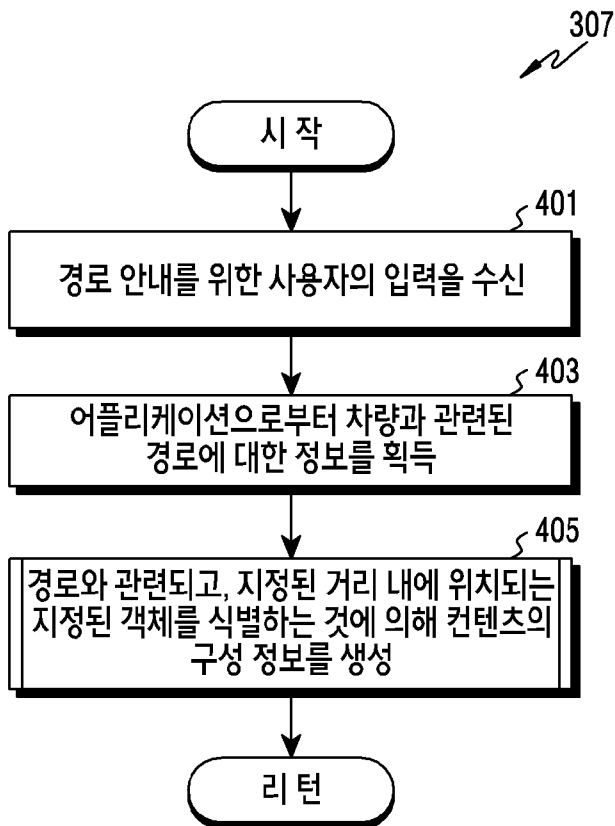 307
시작
401
경로 안내를 위한 사용자의 입력을 수신
403
어플리케이션으로부터 차량과 관련된
경로에 대한 정보를 획득
405
경로와 관련되고, 지정된 거리 내에 위치되는
지정된 객체를 식별하는 것에 의해 컨텐츠의
구성 정보를 생성
리턴